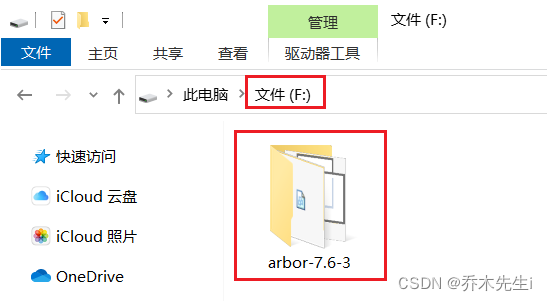 管理
文件 (F:)
文件
主页
共享
查看
驱动器工具
此电脑
文件 (F:)
快速访问
iCloud 云盘
iCloud 照片
OneDrive
arbor-7.6-3
CSDN @乔木先生i